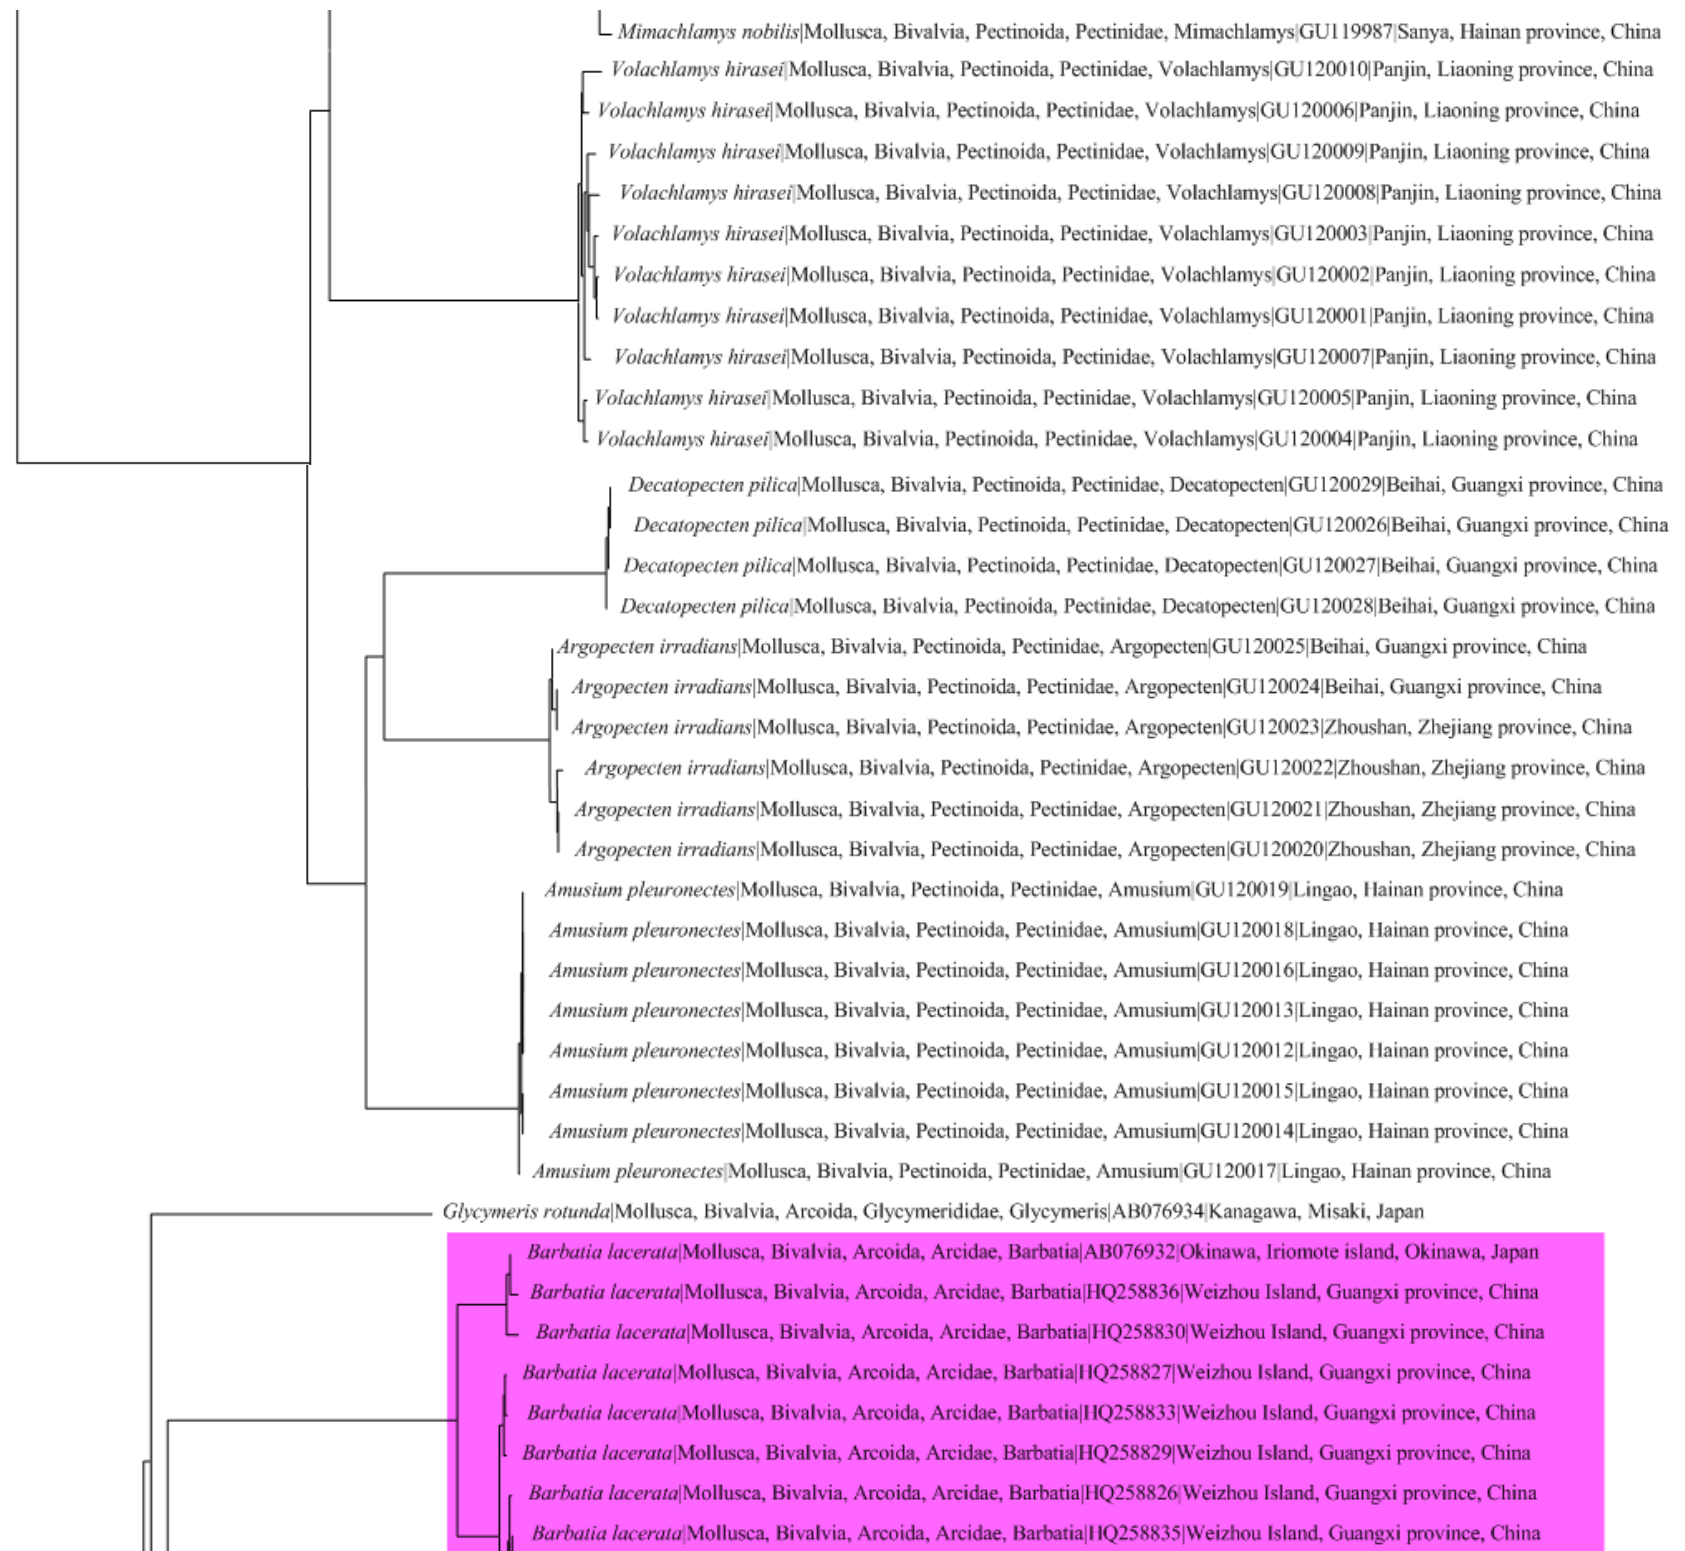 Mimachlamys nobilis|Mollusca, Bivalvia, Pectinoida, Pectinidae, Mimachlamys|GU119987|Sanya, Hainan province, China
Volachlamys hirasei|Mollusca, Bivalvia, Pectinoida, Pectinidae, Volachlamys|GU120010|Panjin, Liaoning province, China
Volachlamys hirasei|Mollusca, Bivalvia, Pectinoida, Pectinidae, Volachlamys|GU120006|Panjin, Liaoning province, China
Volachlamys hirasei|Mollusca, Bivalvia, Pectinoida, Pectinidae, Volachlamys|GU120009|Panjin, Liaoning province, China
Volachlamys hirasei|Mollusca, Bivalvia, Pectinoida, Pectinidae, Volachlamys|GU120008|Panjin, Liaoning province, China
Volachlamys hirasei|Mollusca, Bivalvia, Pectinoida, Pectinidae, Volachlamys|GU120003|Panjin, Liaoning province, China
Volachlamys hirasei|Mollusca, Bivalvia, Pectinoida, Pectinidae, Volachlamys|GU120002|Panjin, Liaoning province, China
Volachlamys hirasei|Mollusca, Bivalvia, Pectinoida, Pectinidae, Volachlamys|GU120001|Panjin, Liaoning province, China
Volachlamys hirasei|Mollusca, Bivalvia, Pectinoida, Pectinidae, Volachlamys|GU120007|Panjin, Liaoning province, China
Volachlamys hirasei|Mollusca, Bivalvia, Pectinoida, Pectinidae, Volachlamys|GU120005|Panjin, Liaoning province, China
Volachlamys hirasei|Mollusca, Bivalvia, Pectinoida, Pectinidae, Volachlamys|GU120004|Panjin, Liaoning province, China
Decatopecten pilica|Mollusca, Bivalvia, Pectinoida, Pectinidae, Decatopecten|GU120029|Beihai, Guangxi province, China
Decatopecten pilica|Mollusca, Bivalvia, Pectinoida, Pectinidae, Decatopecten|GU120026|Beihai, Guangxi province, China
Decatopecten pilica|Mollusca, Bivalvia, Pectinoida, Pectinidae, Decatopecten|GU120027|Beihai, Guangxi province, China
Decatopecten pilica|Mollusca, Bivalvia, Pectinoida, Pectinidae, Decatopecten|GU120028|Beihai, Guangxi province, China
Argopecten irradians|Mollusca, Bivalvia, Pectinoida, Pectinidae, Argopecten|GU120025|Beihai, Guangxi province, China
Argopecten irradians|Mollusca, Bivalvia, Pectinoida, Pectinidae, Argopecten|GU120024|Beihai, Guangxi province, China
Argopecten irradians|Mollusca, Bivalvia, Pectinoida, Pectinidae, Argopecten|GU120023|Zhoushan, Zhejiang province, China
Argopecten irradians|Mollusca, Bivalvia, Pectinoida, Pectinidae, Argopecten|GU120022|Zhoushan, Zhejiang province, China
Argopecten irradians|Mollusca, Bivalvia, Pectinoida, Pectinidae, Argopecten|GU120021|Zhoushan, Zhejiang province, China
Argopecten irradians|Mollusca, Bivalvia, Pectinoida, Pectinidae, Argopecten|GU120020|Zhoushan, Zhejiang province, China
Amusium pleuronectes|Mollusca, Bivalvia, Pectinoida, Pectinidae, Amusium|GU120019|Lingao, Hainan province, China
Amusium pleuronectes|Mollusca, Bivalvia, Pectinoida, Pectinidae, Amusium|GU120018|Lingao, Hainan province, China
Amusium pleuronectes|Mollusca, Bivalvia, Pectinoida, Pectinidae, Amusium|GU120016|Lingao, Hainan province, China
Amusium pleuronectes|Mollusca, Bivalvia, Pectinoida, Pectinidae, Amusium|GU120013|Lingao, Hainan province, China
Amusium pleuronectes|Mollusca, Bivalvia, Pectinoida, Pectinidae, Amusium|GU120012|Lingao, Hainan province, China
Amusium pleuronectes|Mollusca, Bivalvia, Pectinoida, Pectinidae, Amusium|GU120015|Lingao, Hainan province, China
Amusium pleuronectes|Mollusca, Bivalvia, Pectinoida, Pectinidae, Amusium|GU120014|Lingao, Hainan province, China
Amusium pleuronectes|Mollusca, Bivalvia, Pectinoida, Pectinidae, Amusium|GU120017|Lingao, Hainan province, China
Glycymeris rotunda|Mollusca, Bivalvia, Arcoida, Glycymerididae, Glycymeris|AB076934|Kanagawa, Misaki, Japan
Barbatia lacerata|Mollusca, Bivalvia, Arcoida, Arcidae, Barbatia|AB076932|Okinawa, Iriomote island, Okinawa, Japan
Barbatia lacerata|Mollusca, Bivalvia, Arcoida, Arcidae, Barbatia|HQ258836|Weizhou Island, Guangxi province, China
Barbatia lacerata|Mollusca, Bivalvia, Arcoida, Arcidae, Barbatia|HQ258830|Weizhou Island, Guangxi province, China
Barbatia lacerata|Mollusca, Bivalvia, Arcoida, Arcidae, Barbatia|HQ258827|Weizhou Island, Guangxi province, China
Barbatia lacerata|Mollusca, Bivalvia, Arcoida, Arcidae, Barbatia|HQ258833|Weizhou Island, Guangxi province, China
Barbatia lacerata|Mollusca, Bivalvia, Arcoida, Arcidae, Barbatia|HQ258829|Weizhou Island, Guangxi province, China
Barbatia lacerata|Mollusca, Bivalvia, Arcoida, Arcidae, Barbatia|HQ258826|Weizhou Island, Guangxi province, China
Barbatia lacerata|Mollusca, Bivalvia, Arcoida, Arcidae, Barbatia|HQ258835|Weizhou Island, Guangxi province, China